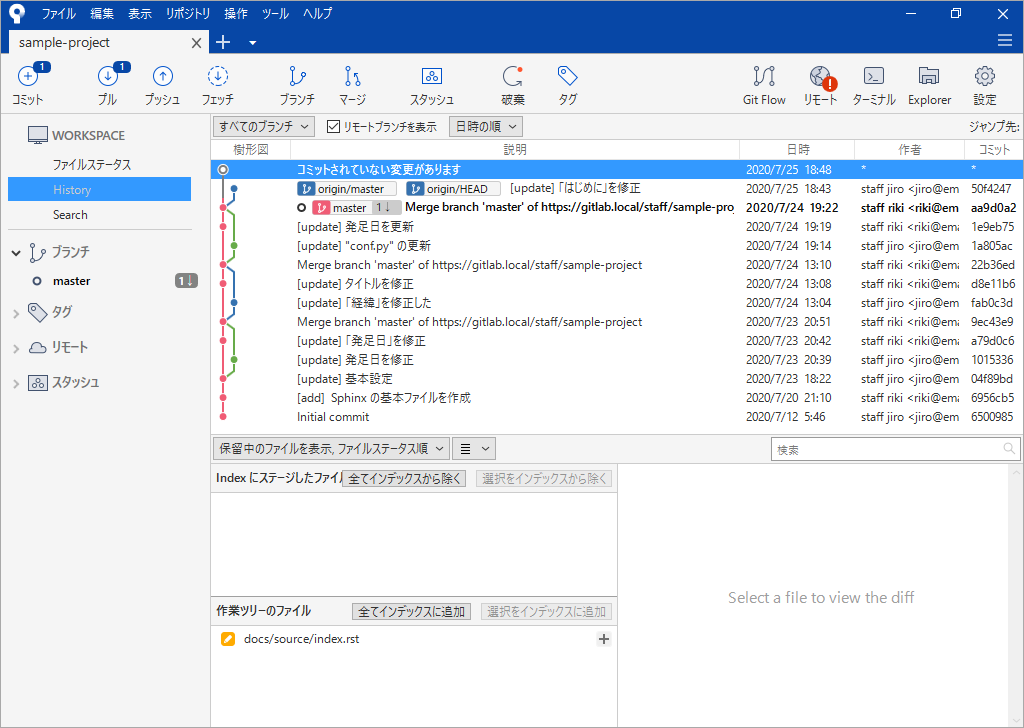 ファイル 編集 表示 リポジトリ 操作 ツール ヘルプ
sample-project
1 1
コミット プル プッシュ フェッチ ブランチ マージ スタッシュ 破棄 タグ Git Flow リモート ターミナル Explorer 設定
WORKSPACE
ファイルステータス
History
Search
ブランチ
master 1↓
タグ
リモート
スタッシュ
すべてのブランチ リモートブランチを表示 日時の順 ジャンプ先:
樹形図 説明 日時 作者 コミット
コミットされていない変更があります 2020/7/25 18:48 * *
origin/master origin/HEAD [update] 「はじめに」を修正 2020/7/25 18:43 staff jiro <jiro@em 50f4247
master 1↓ Merge branch 'master' of https://gitlab.local/staff/sample-proj 2020/7/24 19:22 staff riki <riki@em aa9d0a2
[update] 発足日を更新 2020/7/24 19:19 staff riki <riki@ema 1e9eb75
[update] "conf.py" の更新 2020/7/24 19:14 staff jiro <jiro@em 1a805ac
Merge branch 'master' of https://gitlab.local/staff/sample-project 2020/7/24 13:10 staff riki <riki@ema 22b36ed
[update] タイトルを修正 2020/7/24 13:08 staff riki <riki@ema d8e11b6
[update] 「経緯」を修正した 2020/7/24 13:04 staff jiro <jiro@em fab0c3d
Merge branch 'master' of https://gitlab.local/staff/sample-project 2020/7/23 20:51 staff riki <riki@ema 9ec43e9
[update] 「発足日」を修正 2020/7/23 20:42 staff riki <riki@ema a79d0c6
[update] 発足日を修正 2020/7/23 20:39 staff jiro <jiro@em 1015336
[update] 基本設定 2020/7/23 18:22 staff jiro <jiro@em 04f89bd
[add] Sphinx の基本ファイルを作成 2020/7/20 21:10 staff jiro <jiro@em 6956cb5
Initial commit 2020/7/12 5:46 staff jiro <jiro@em 6500985
保留中のファイルを表示, ファイルステータス順 検索
Index にステージしたファイル 全てインデックスから除く 選択をインデックスから除く
Select a file to view the diff
作業ツリーのファイル 全てインデックスに追加 選択をインデックスに追加
docs/source/index.rst